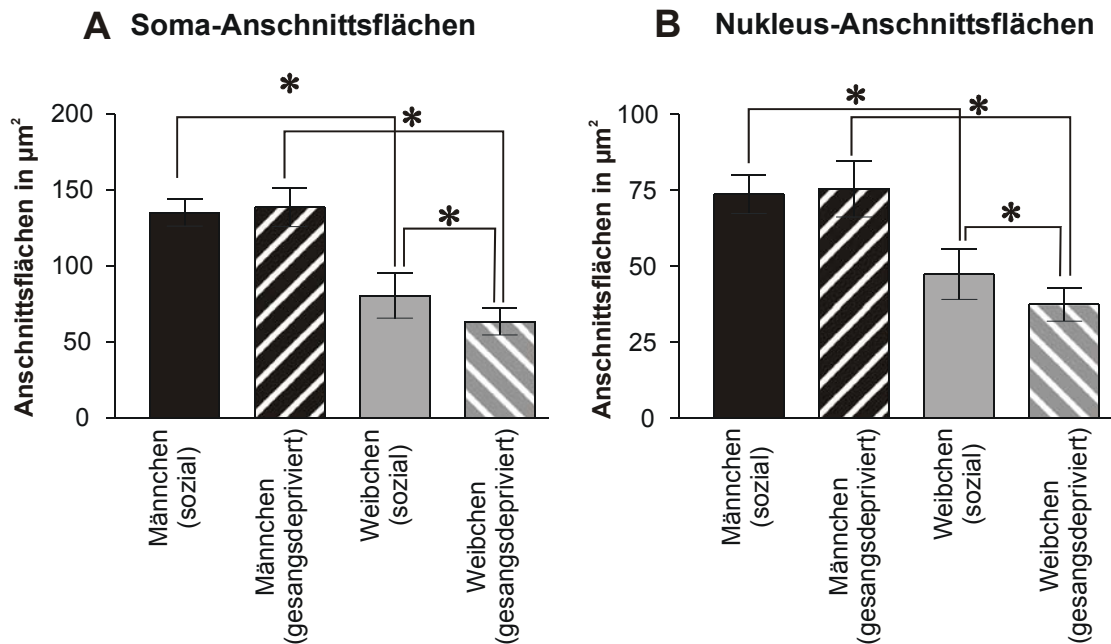 A Soma-Anschnittsflächen
Anschnittsflächen in µm²
200
150
100
50
0
*
*
*
Männchen
(sozial)
Männchen
(gesangsdepriviert)
Weibchen
(sozial)
Weibchen
(gesangsdepriviert)
B Nukleus-Anschnittsflächen
Anschnittsflächen in µm²
100
75
50
25
0
*
*
*
Männchen
(sozial)
Männchen
(gesangsdepriviert)
Weibchen
(sozial)
Weibchen
(gesangsdepriviert)